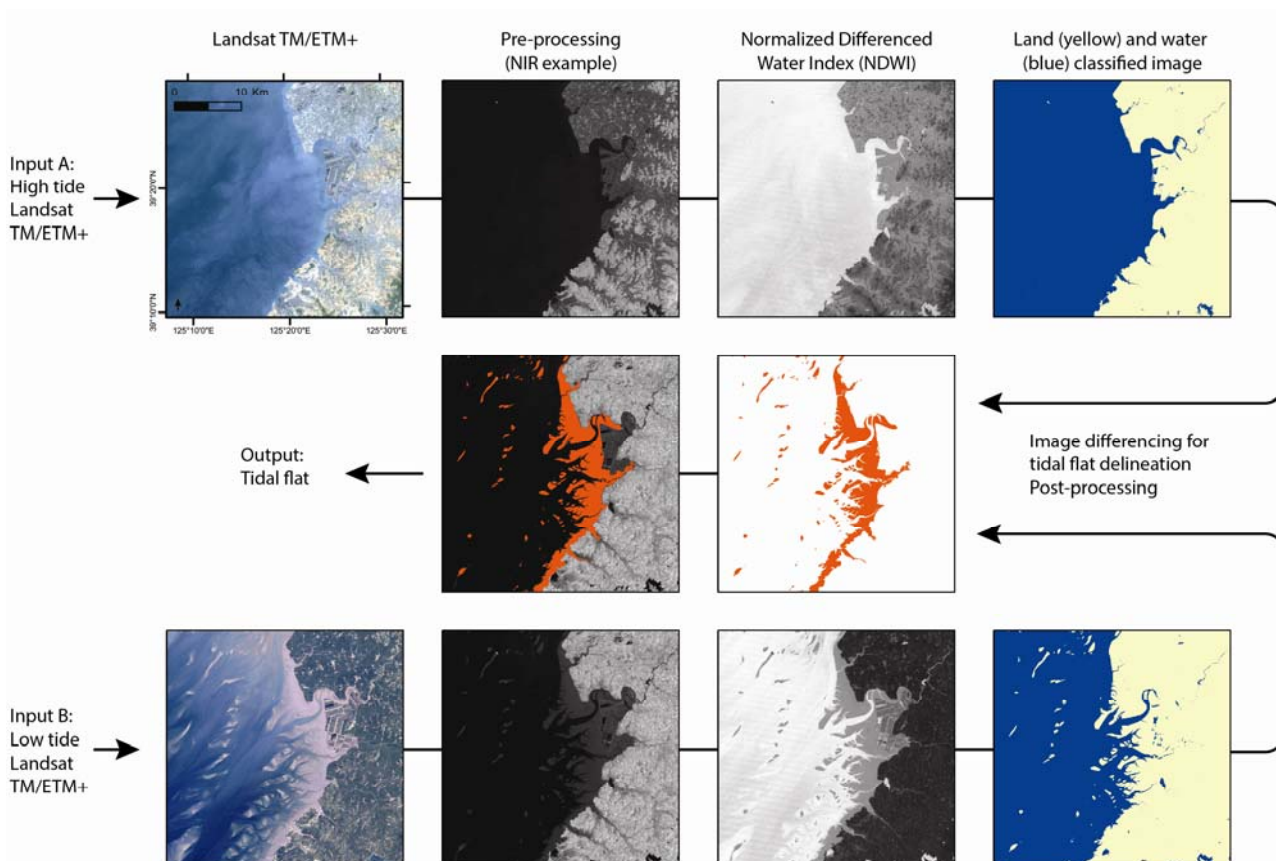 Landsat TM/ETM+
Pre-processing
(NIR example)
Normalized Differenced
Water Index (NDWI)
Land (yellow) and water
(blue) classified image
0 10 Km
Input A:
High tide
Landsat
TM/ETM+
39°20'0"N
39°10'0"N
125°10'0"E 125°20'0"E 125°30'0"E
Output:
Tidal flat
Image differencing for
tidal flat delineation
Post-processing
Input B:
Low tide
Landsat
TM/ETM+